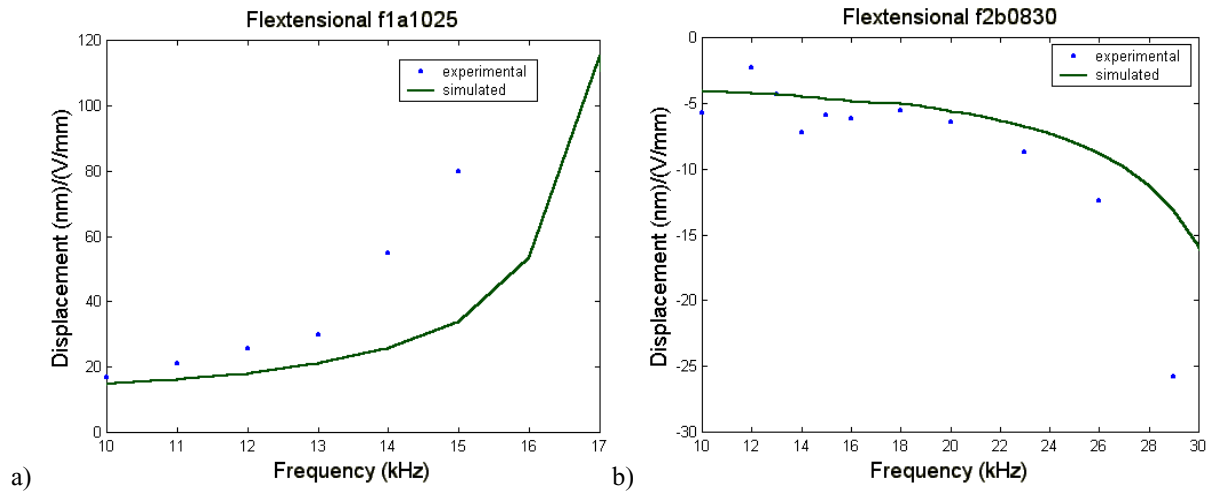 Flextensional f1a1025
120
100
80
60
40
20
0
Displacement (nm)/(V/mm)
experimental
simulated
10 11 12 13 14 15 16 17
Frequency (kHz)
a)
Flextensional f2b0830
0
-5
-10
-15
-20
-25
-30
Displacement (nm)/(V/mm)
experimental
simulated
10 12 14 16 18 20 22 24 26 28 30
Frequency (kHz)
b)